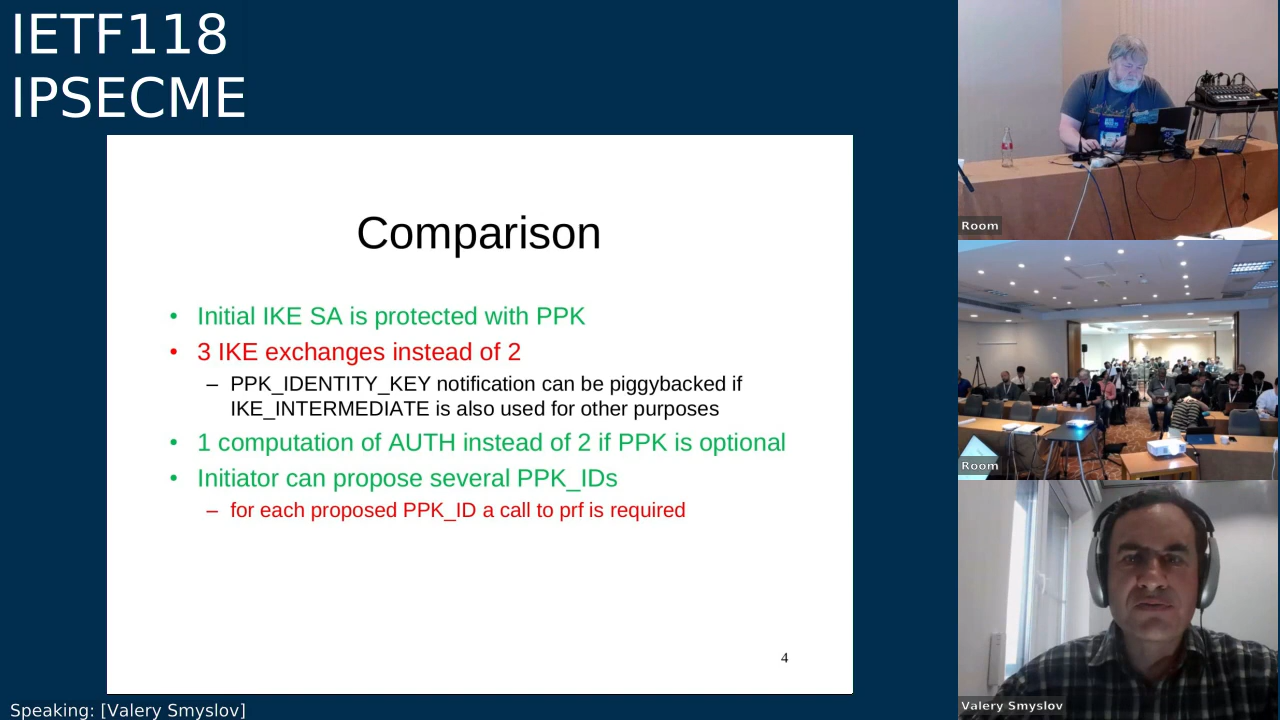 IETF118
IPSECME
Comparison
• Initial IKE SA is protected with PPK
• 3 IKE exchanges instead of 2
– PPK_IDENTITY_KEY notification can be piggybacked if
IKE_INTERMEDIATE is also used for other purposes
• 1 computation of AUTH instead of 2 if PPK is optional
• Initiator can propose several PPK_IDs
– for each proposed PPK_ID a call to prf is required
4
Room
Room
Valery Smyslov
Speaking: [Valery Smyslov]